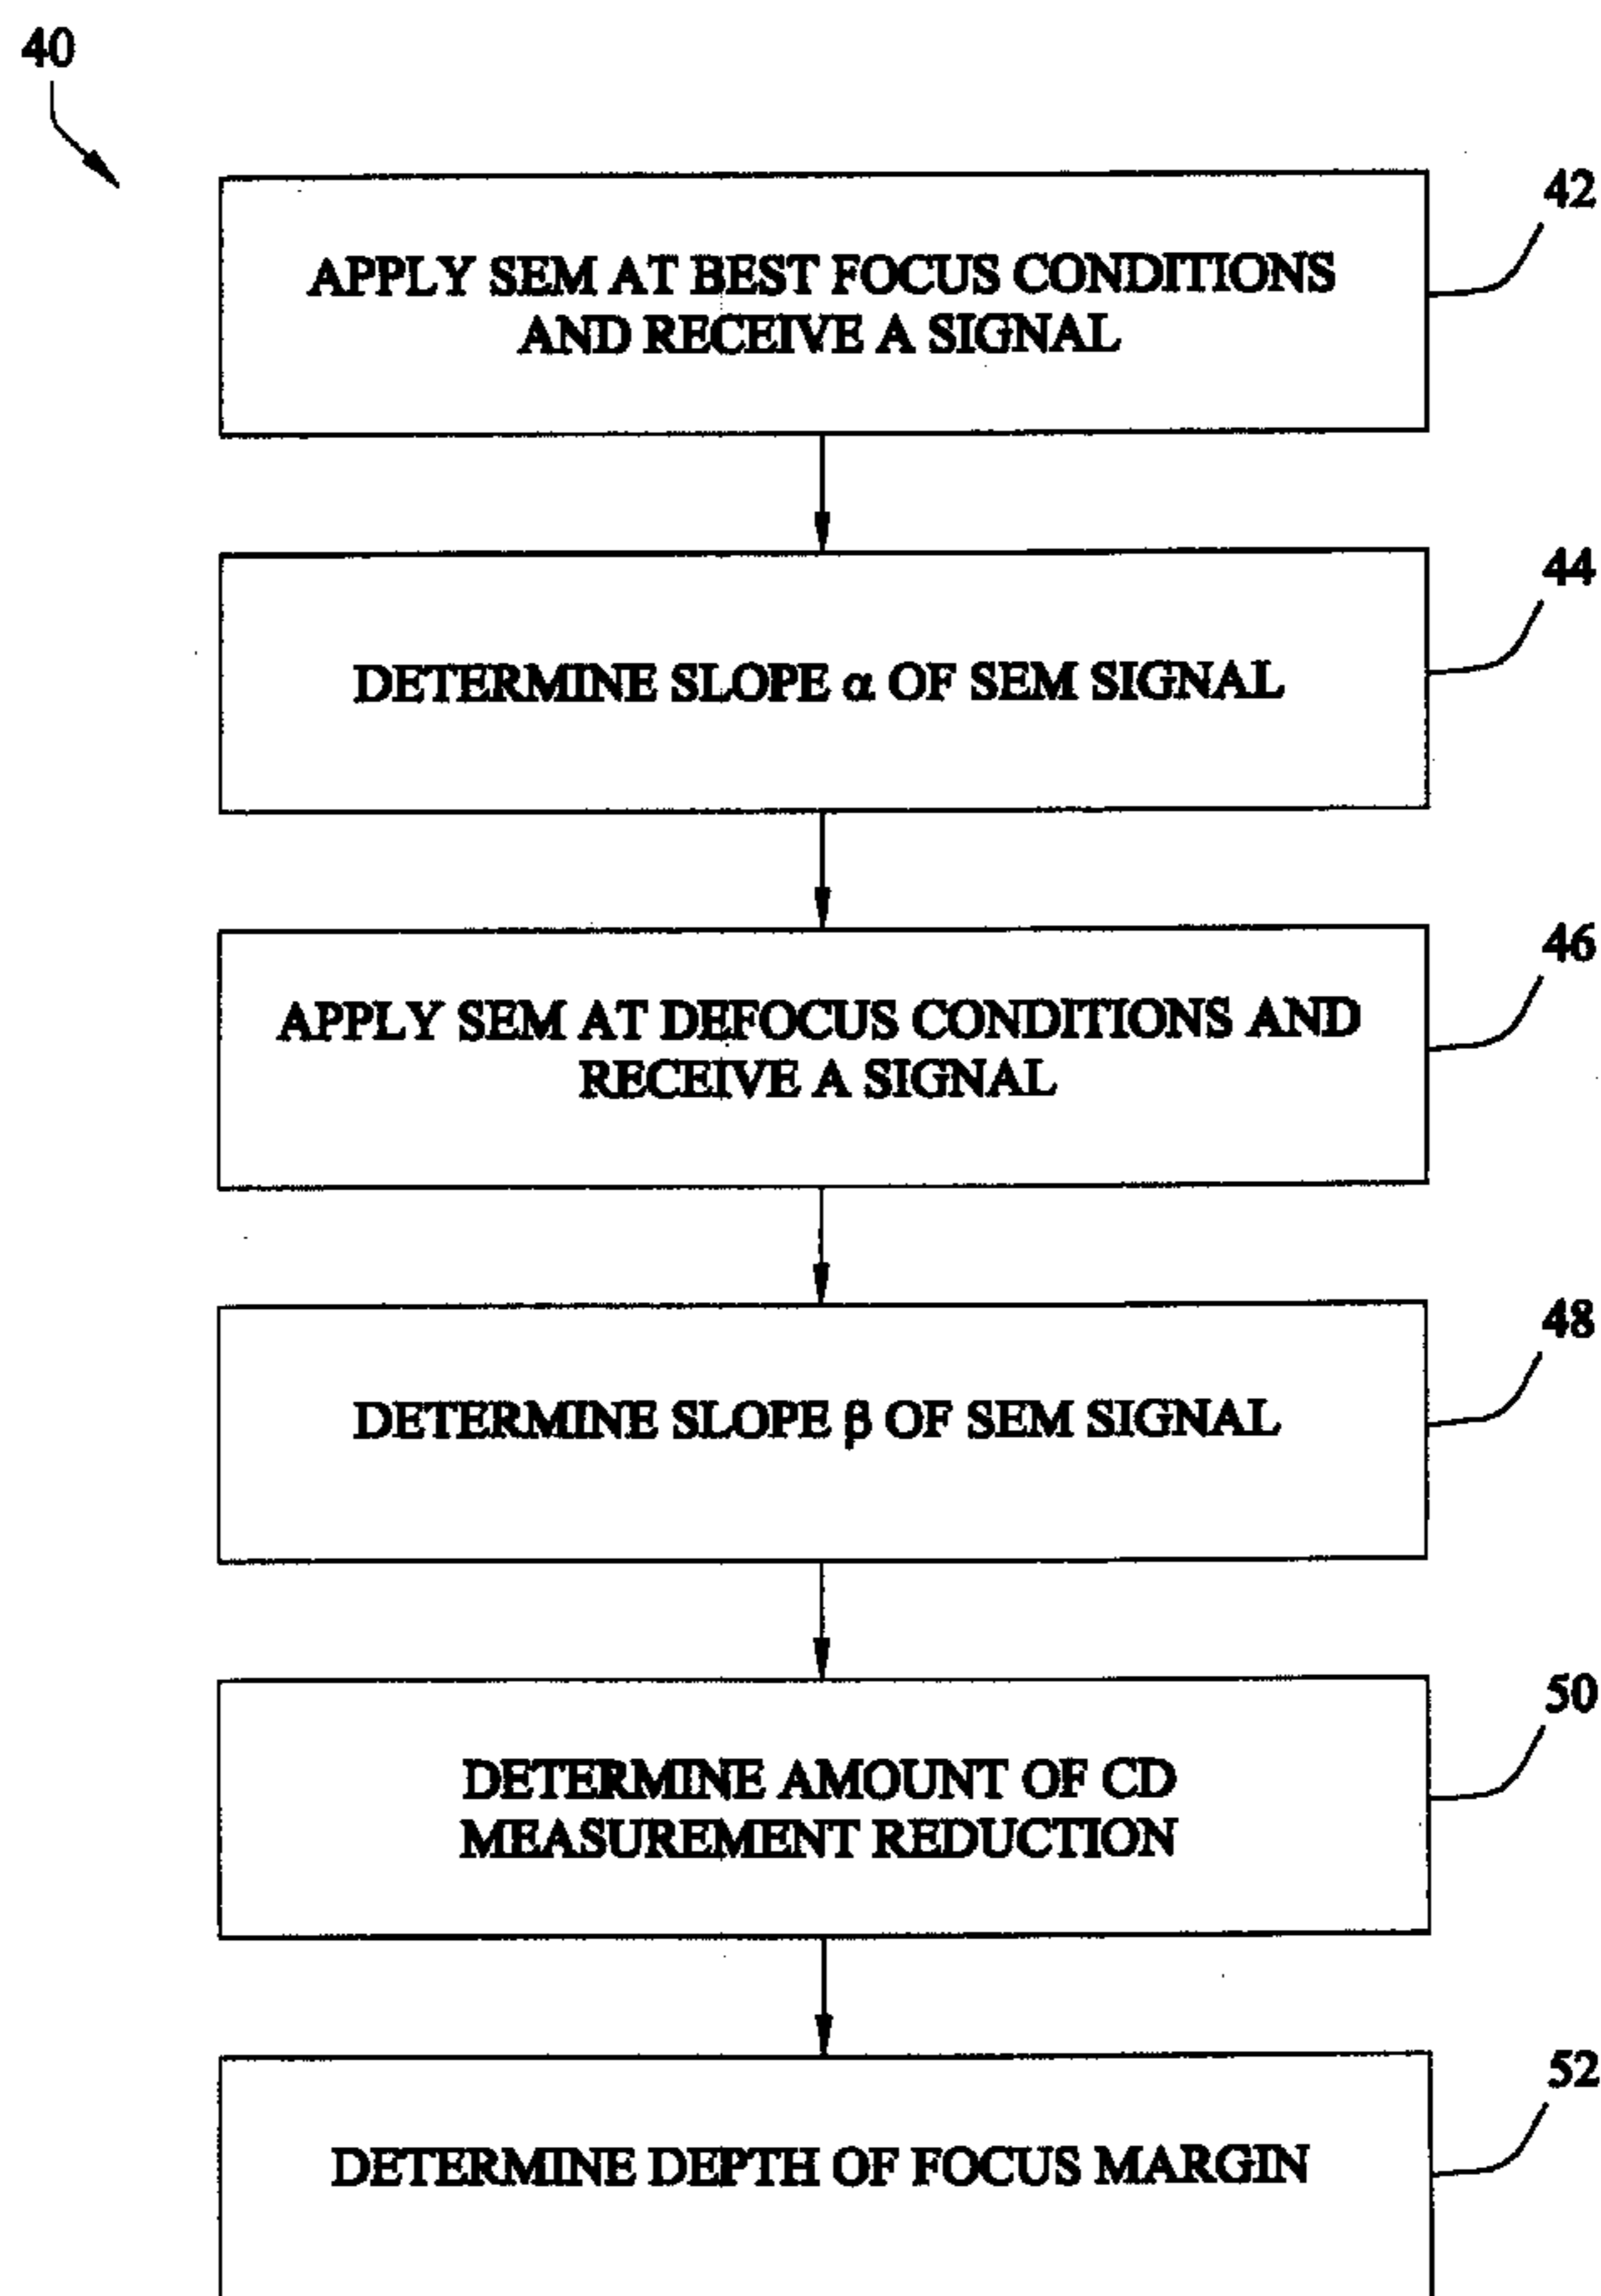 40
42
APPLY SEM AT BEST FOCUS CONDITIONS
AND RECEIVE A SIGNAL
44
DETERMINE SLOPE α OF SEM SIGNAL
46
APPLY SEM AT DEFOCUS CONDITIONS AND
RECEIVE A SIGNAL
48
DETERMINE SLOPE β OF SEM SIGNAL
50
DETERMINE AMOUNT OF CD
MEASUREMENT REDUCTION
52
DETERMINE DEPTH OF FOCUS MARGIN